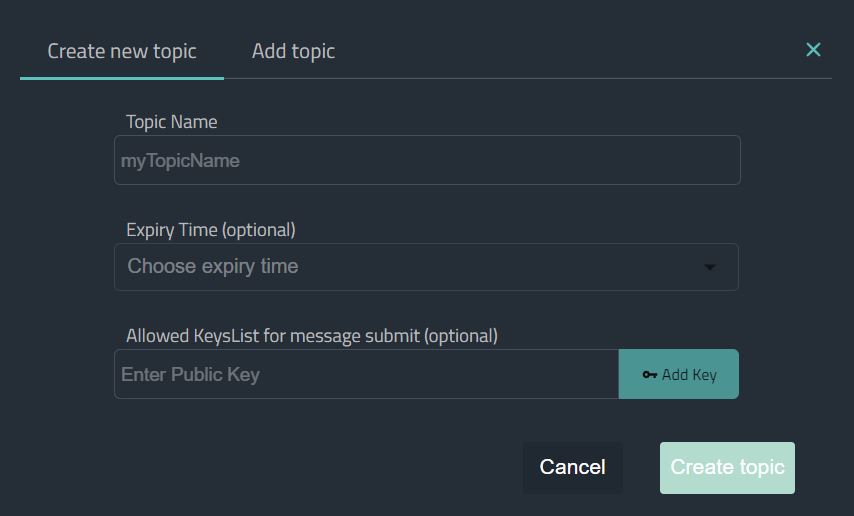 Create new topic
Add topic
Topic Name
myTopicName
Expiry Time (optional)
Choose expiry time
Allowed KeysList for message submit (optional)
Enter Public Key
Add Key
Cancel
Create topic